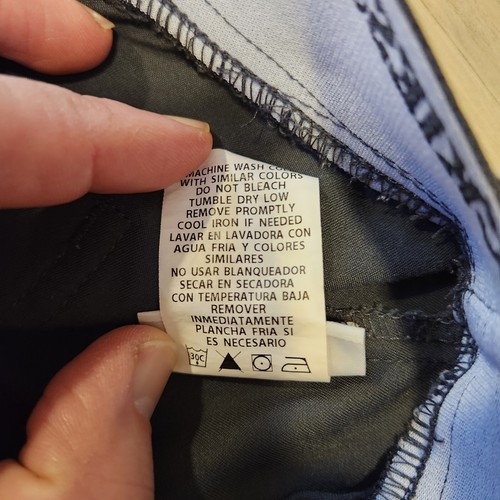 MACHINE WASH
WITH SIMILAR COLORS
DO NOT BLEACH
TUMBLE DRY LOW
REMOVE PROMPTLY
COOL IRON IF NEEDED
LAVAR EN LAVADORA CON
AGUA FRIA Y COLORES
SIMILARES
NO USAR BLANQUEADOR
SECAR EN SECADORA
CON TEMPERATURA BAJA
REMOVER
INMEDIATAMENTE
PLANCHA FRIA SI
ES NECESARIO
30C